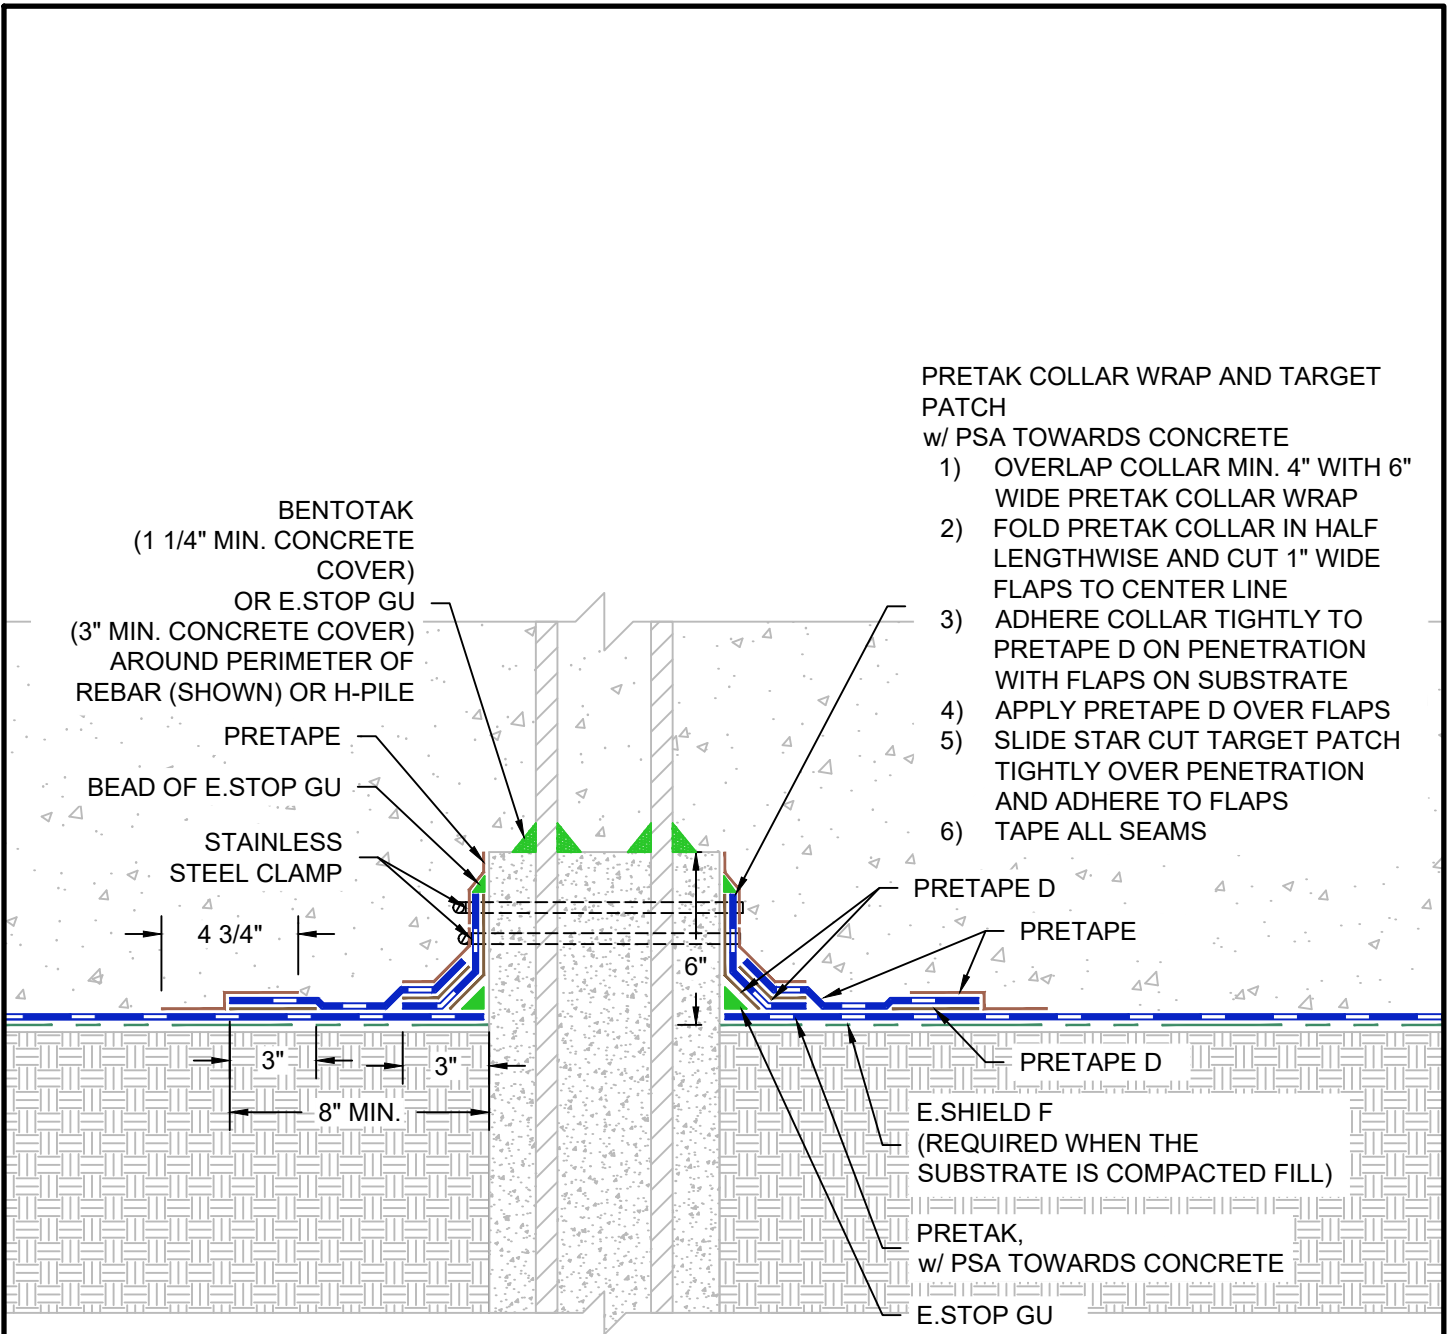 PRETAK COLLAR WRAP AND TARGET
PATCH
w/ PSA TOWARDS CONCRETE
1) OVERLAP COLLAR MIN. 4" WITH 6"
WIDE PRETAK COLLAR WRAP
2) FOLD PRETAK COLLAR IN HALF
LENGTHWISE AND CUT 1" WIDE
FLAPS TO CENTER LINE
3) ADHERE COLLAR TIGHTLY TO
PRETAPE D ON PENETRATION
WITH FLAPS ON SUBSTRATE
4) APPLY PRETAPE D OVER FLAPS
5) SLIDE STAR CUT TARGET PATCH
TIGHTLY OVER PENETRATION
AND ADHERE TO FLAPS
6) TAPE ALL SEAMS
BENTOTAK
(1 1/4" MIN. CONCRETE
COVER)
OR E.STOP GU
(3" MIN. CONCRETE COVER)
AROUND PERIMETER OF
REBAR (SHOWN) OR H-PILE
PRETAPE
BEAD OF E.STOP GU
STAINLESS
STEEL CLAMP
4 3/4"
6"
PRETAPE D
PRETAPE
3"
3"
8" MIN.
PRETAPE D
E.SHIELD F
(REQUIRED WHEN THE
SUBSTRATE IS COMPACTED FILL)
PRETAK,
w/ PSA TOWARDS CONCRETE
E.STOP GU